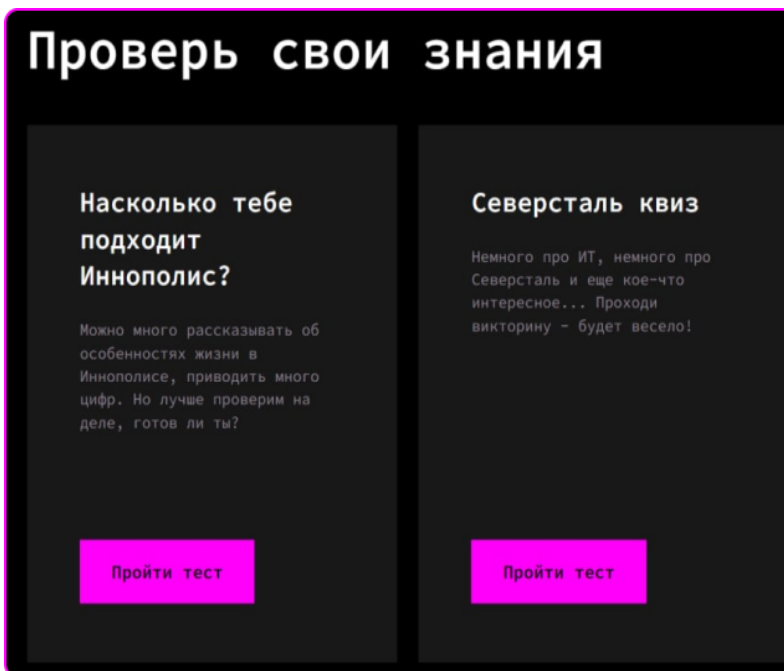 Проверь свои знания
Насколько тебе
подходит
Иннополис?
Можно много рассказывать об
особенностях жизни в
Иннополисе, приводить много
цифр. Но лучше проверим на
деле, готов ли ты?
Пройти тест
Северсталь квиз
Немного про ИТ, немного про
Северсталь и еще кое-что
интересное... Проходи
викторину - будет весело!
Пройти тест